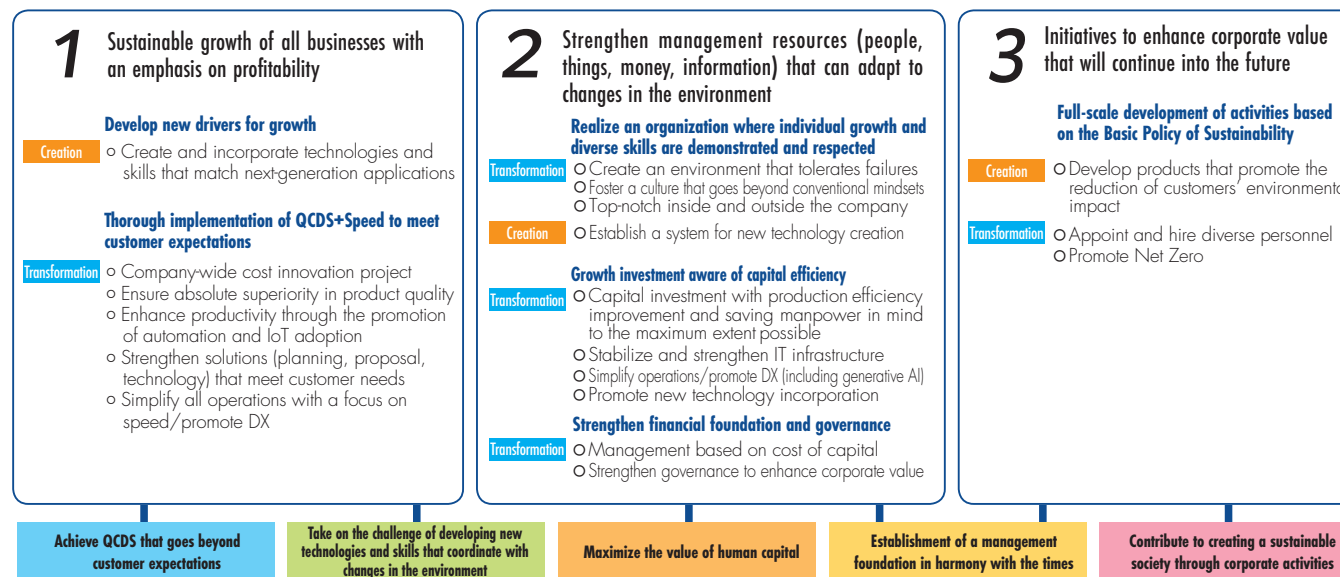 1
Sustainable growth of all businesses with
an emphasis on profitability
Develop new drivers for growth
Creation
Create and incorporate technologies and
skills that match next-generation applications
Thorough implementation of QCDS+Speed to meet
customer expectations
Transformation
Company-wide cost innovation project
Ensure absolute superiority in product quality
Enhance productivity through the promotion
of automation and IoT adoption
Strengthen solutions (planning, proposal,
technology) that meet customer needs
Simplify all operations with a focus on
speed/promote DX
2
Strengthen management resources (people,
things, money, information) that can adapt to
changes in the environment
Realize an organization where individual growth and
diverse skills are demonstrated and respected
Transformation
Create an environment that tolerates failures
Foster a culture that goes beyond conventional mindsets
Top-notch inside and outside the company
Creation
Establish a system for new technology creation
Growth investment aware of capital efficiency
Transformation
Capital investment with production efficiency
improvement and saving manpower in mind
to the maximum extent possible
Stabilize and strengthen IT infrastructure
Simplify operations/promote DX (including generative AI)
Promote new technology incorporation
Strengthen financial foundation and governance
Transformation
Management based on cost of capital
Strengthen governance to enhance corporate value
3
Initiatives to enhance corporate value
that will continue into the future
Full-scale development of activities based
on the Basic Policy of Sustainability
Creation
Develop products that promote the
reduction of customers' environmenta
impact
Transformation
Appoint and hire diverse personnel
Promote Net Zero
Achieve QCDS that goes beyond
customer expectations
Take on the challenge of developing new
technologies and skills that coordinate with
changes in the environment
Maximize the value of human capital
Establishment of a management
foundation in harmony with the times
Contribute to creating a sustainable
society through corporate activities